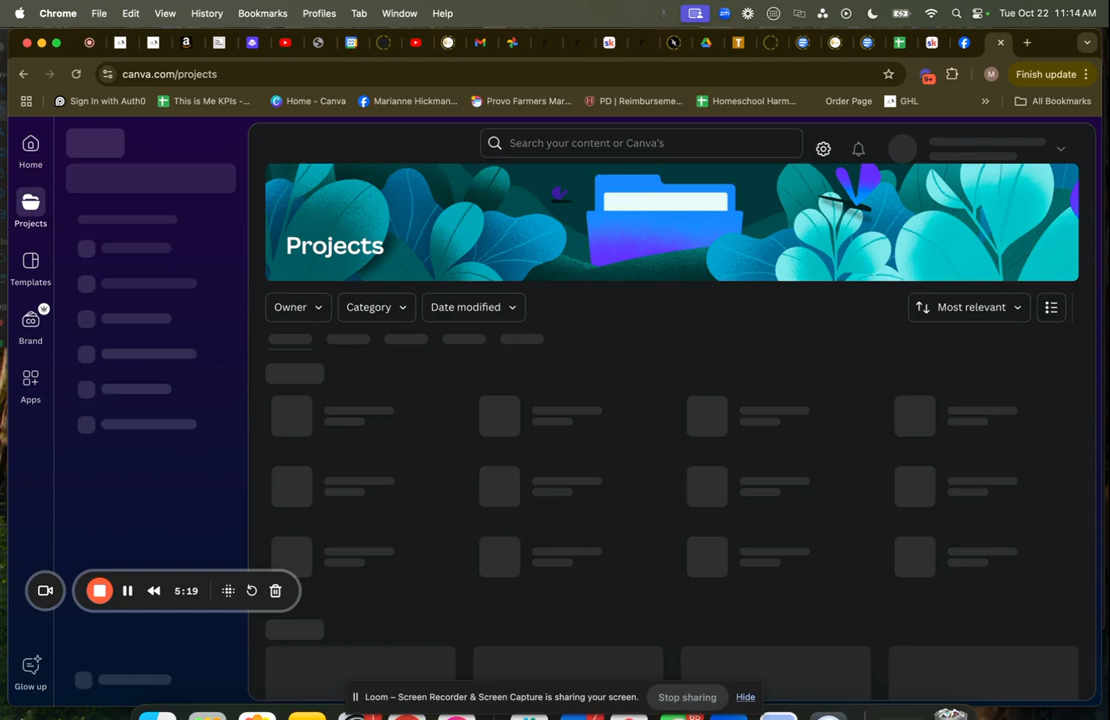 Chrome File Edit View History Bookmarks Profiles Tab Window Help Tue Oct 22 11:14 AM
canva.com/projects M Finish update
9+
Sign In with Auth0 This is Me KPIs -... Home - Canva Marianne Hickman... Provo Farmers Mar... PD | Reimburseme... Homeschool Harm... Order Page GHL » All Bookmarks
Home
Projects
Templates
Brand
Apps
Glow up
Search your content or Canva's
Projects
Owner Category Date modified Most relevant
5:19
Loom – Screen Recorder & Screen Capture is sharing your screen. Stop sharing Hide